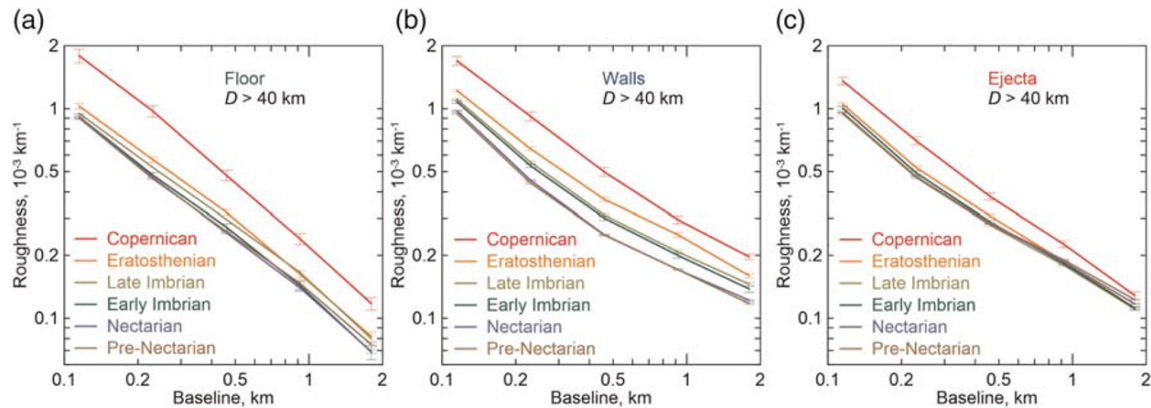 (a)
Roughness, 10⁻³ km⁻¹
2
1
0.5
0.2
0.1
Floor
D > 40 km
Copernican
Eratosthenian
Late Imbrian
Early Imbrian
Nectarian
Pre-Nectarian
0.1
0.2
0.5
1
2
Baseline, km
(b)
Roughness, 10⁻³ km⁻¹
2
1
0.5
0.2
0.1
Walls
D > 40 km
Copernican
Eratosthenian
Late Imbrian
Early Imbrian
Nectarian
Pre-Nectarian
0.2
0.5
1
2
Baseline, km
(c)
Roughness, 10⁻³ km⁻¹
2
1
0.5
0.2
0.1
Ejecta
D > 40 km
Copernican
Eratosthenian
Late Imbrian
Early Imbrian
Nectarian
Pre-Nectarian
0.1
0.2
0.5
1
2
Baseline, km